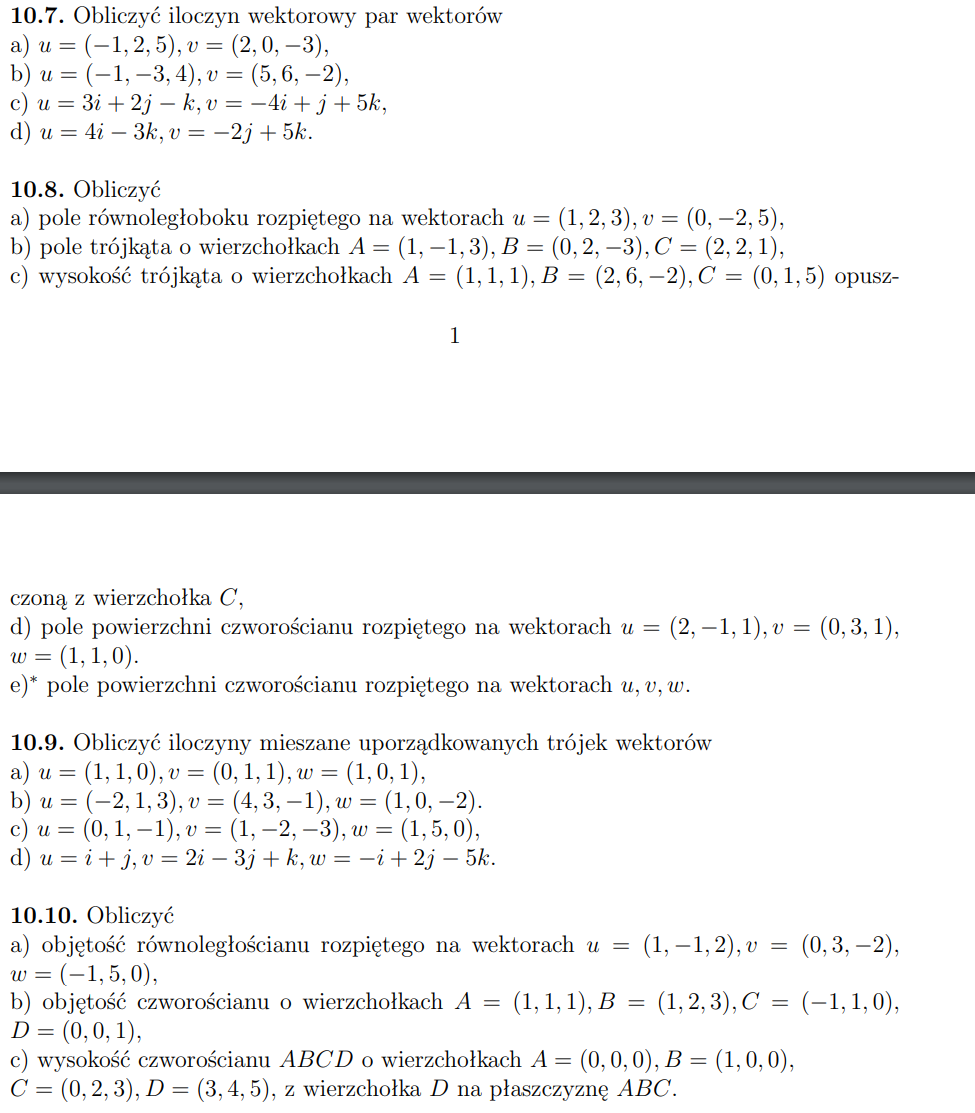 10.7. Obliczyć iloczyn wektorowy par wektorów
a) u = (−1, 2, 5), v = (2, 0, −3),
b) u = (−1, −3, 4), v = (5, 6, −2),
c) u = 3i + 2j − k, v = −4i + j + 5k,
d) u = 4i − 3k, v = −2j + 5k.
10.8. Obliczyć
a) pole równoległoboku rozpiętego na wektorach u = (1, 2, 3), v = (0, −2, 5),
b) pole trójkąta o wierzchołkach A = (1, −1, 3), B = (0, 2, −3), C = (2, 2, 1),
c) wysokość trójkąta o wierzchołkach A = (1, 1, 1), B = (2, 6, −2), C = (0, 1, 5) opusz-
1
czoną z wierzchołka C,
d) pole powierzchni czworościanu rozpiętego na wektorach u = (2, −1, 1), v = (0, 3, 1),
w = (1, 1, 0).
e)* pole powierzchni czworościanu rozpiętego na wektorach u, v, w.
10.9. Obliczyć iloczyny mieszane uporządkowanych trójek wektorów
a) u = (1, 1, 0), v = (0, 1, 1), w = (1, 0, 1),
b) u = (−2, 1, 3), v = (4, 3, −1), w = (1, 0, −2).
c) u = (0, 1, −1), v = (1, −2, −3), w = (1, 5, 0),
d) u = i + j, v = 2i − 3j + k, w = −i + 2j − 5k.
10.10. Obliczyć
a) objętość równoległościanu rozpiętego na wektorach u = (1, −1, 2), v = (0, 3, −2),
w = (−1, 5, 0),
b) objętość czworościanu o wierzchołkach A = (1, 1, 1), B = (1, 2, 3), C = (−1, 1, 0),
D = (0, 0, 1),
c) wysokość czworościanu ABCD o wierzchołkach A = (0, 0, 0), B = (1, 0, 0),
C = (0, 2, 3), D = (3, 4, 5), z wierzchołka D na płaszczyznę ABC.